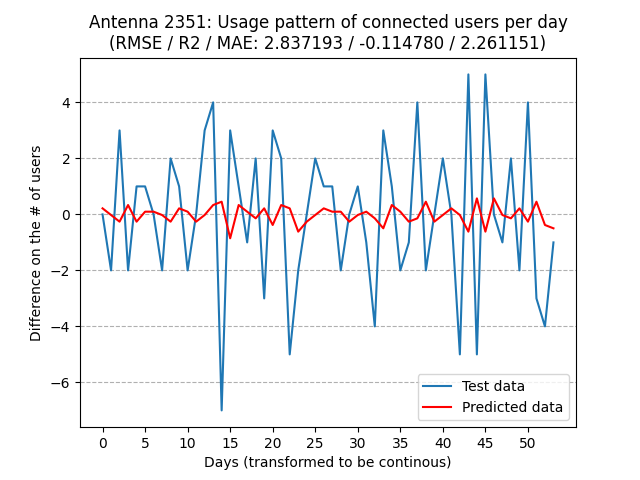 Antenna 2351: Usage pattern of connected users per day
(RMSE / R2 / MAE: 2.837193 / -0.114780 / 2.261151)
Difference on the # of users
4
2
0
−2
−4
−6
Test data
Predicted data
0 5 10 15 20 25 30 35 40 45 50
Days (transformed to be continous)